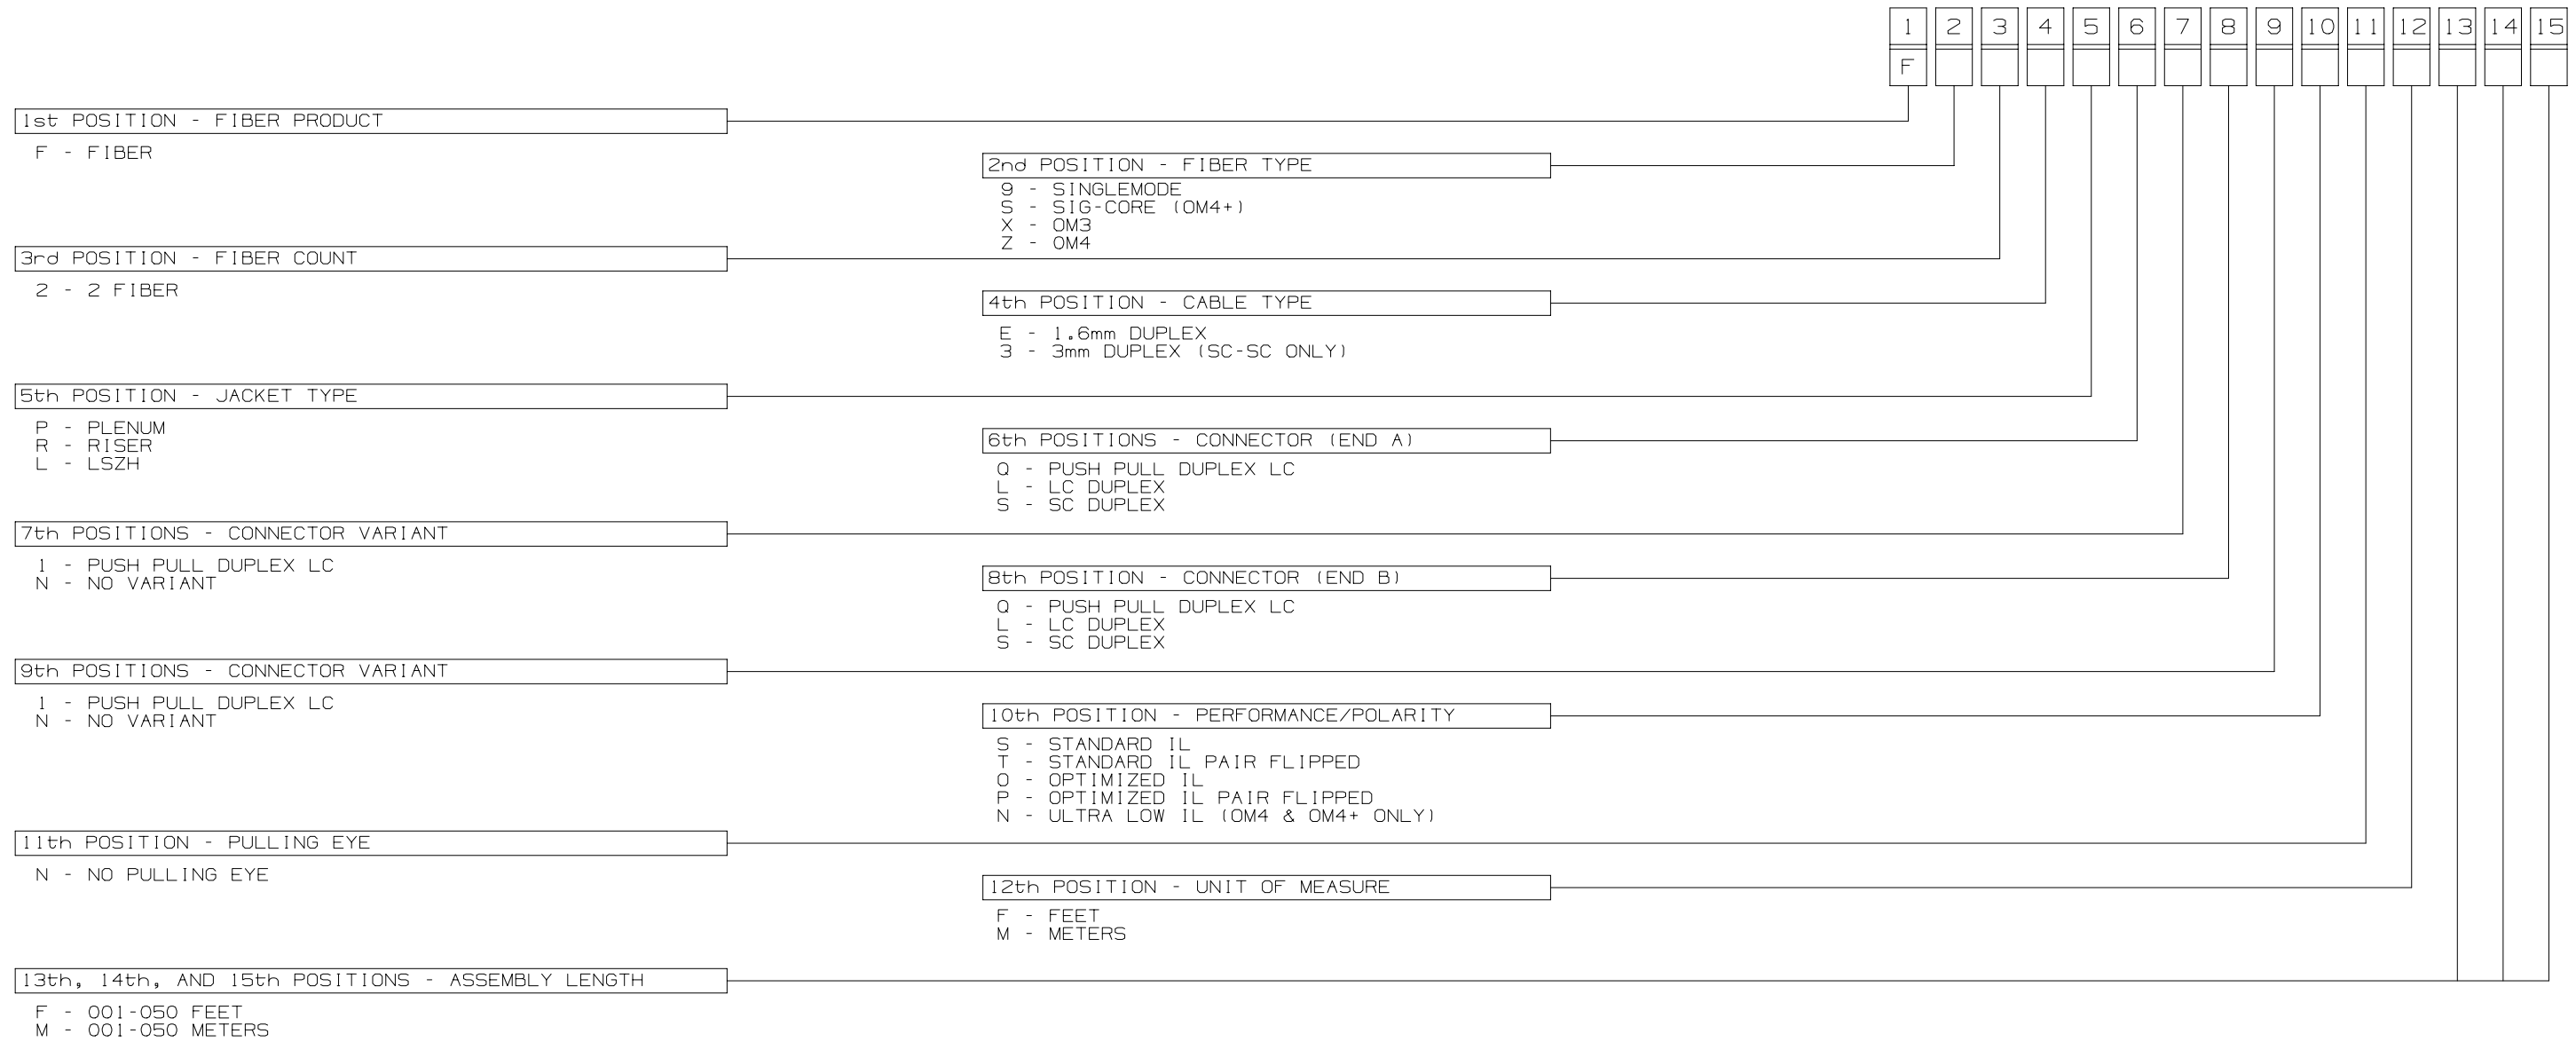 1 2 3 4 5 6 7 8 9 10 11 12 13 14 15
F
1st POSITION - FIBER PRODUCT
F - FIBER
2nd POSITION - FIBER TYPE
9 - SINGLEMODE
S - SIG-CORE (OM4+)
X - OM3
Z - OM4
3rd POSITION - FIBER COUNT
2 - 2 FIBER
4th POSITION - CABLE TYPE
E - 1.6mm DUPLEX
3 - 3mm DUPLEX (SC-SC ONLY)
5th POSITION - JACKET TYPE
P - PLENUM
R - RISER
L - LSZH
6th POSITIONS - CONNECTOR (END A)
Q - PUSH PULL DUPLEX LC
L - LC DUPLEX
S - SC DUPLEX
7th POSITIONS - CONNECTOR VARIANT
1 - PUSH PULL DUPLEX LC
N - NO VARIANT
8th POSITION - CONNECTOR (END B)
Q - PUSH PULL DUPLEX LC
L - LC DUPLEX
S - SC DUPLEX
9th POSITIONS - CONNECTOR VARIANT
1 - PUSH PULL DUPLEX LC
N - NO VARIANT
10th POSITION - PERFORMANCE/POLARITY
S - STANDARD IL
T - STANDARD IL PAIR FLIPPED
O - OPTIMIZED IL
P - OPTIMIZED IL PAIR FLIPPED
N - ULTRA LOW IL (OM4 & OM4+ ONLY)
11th POSITION - PULLING EYE
N - NO PULLING EYE
12th POSITION - UNIT OF MEASURE
F - FEET
M - METERS
13th, 14th, AND 15th POSITIONS - ASSEMBLY LENGTH
F - 001-050 FEET
M - 001-050 METERS